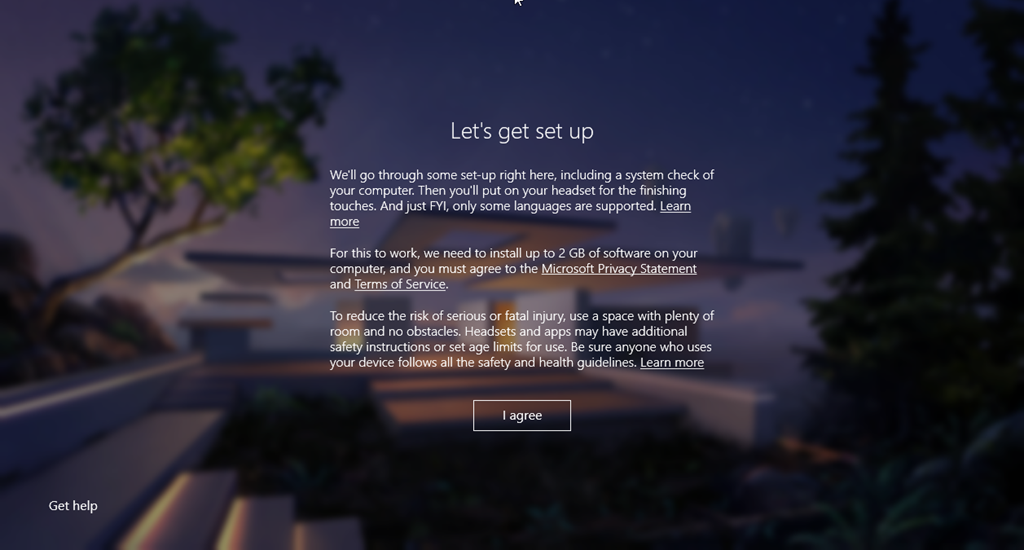 Let's get set up
We'll go through some set-up right here, including a system check of
your computer. Then you'll put on your headset for the finishing
touches. And just FYI, only some languages are supported. Learn
more
For this to work, we need to install up to 2 GB of software on your
computer, and you must agree to the Microsoft Privacy Statement
and Terms of Service.
To reduce the risk of serious or fatal injury, use a space with plenty of
room and no obstacles. Headsets and apps may have additional
safety instructions or set age limits for use. Be sure anyone who uses
your device follows all the safety and health guidelines. Learn more
I agree
Get help